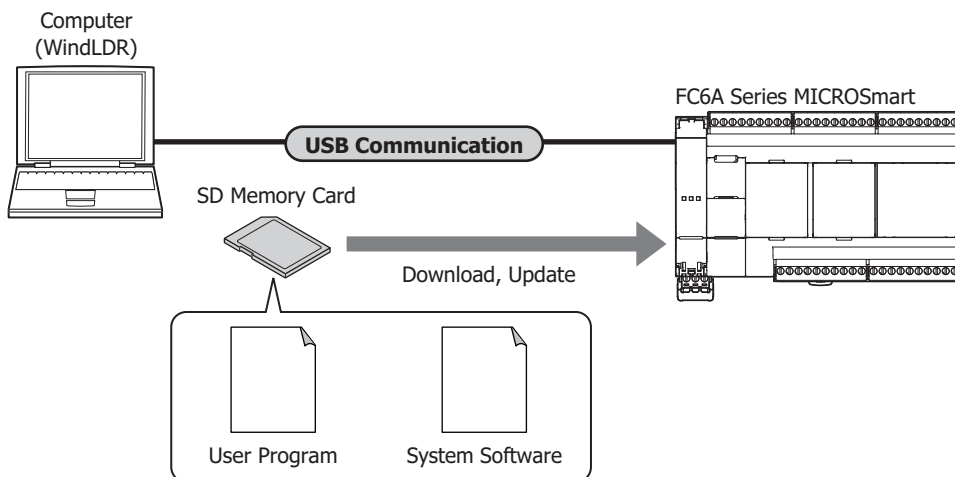 Computer
(WindLDR)
FC6A Series MICROSmart
USB Communication
SD Memory Card
Download, Update
User Program
System Software